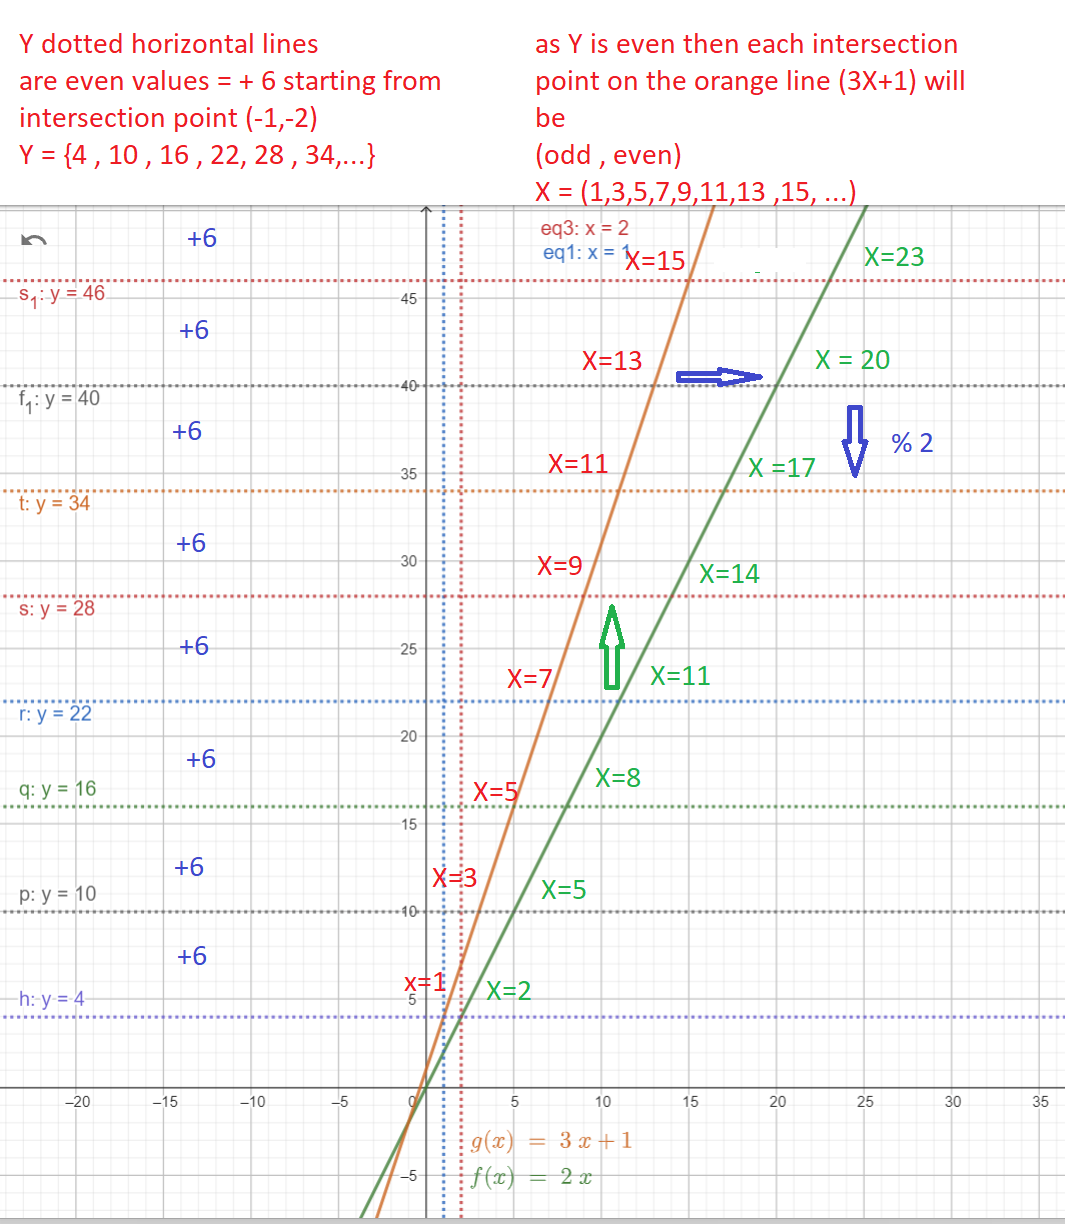 Y dotted horizontal lines
are even values = + 6 starting from
intersection point (-1,-2)
Y = {4 , 10 , 16 , 22, 28 , 34,...}
as Y is even then each intersection
point on the orange line (3X+1) will
be
(odd , even)
X = (1,3,5,7,9,11,13 ,15, ...)
+6
eq3: x = 2
eq1: x = 1
X=15
X=23
s1: y = 46
45
+6
X=13
X = 20
40
f1: y = 40
+6
% 2
X=11
X =17
35
t: y = 34
+6
30
X=9
X=14
s: y = 28
+6
25
X=7
X=11
r: y = 22
20
+6
X=8
q: y = 16
X=5
15
+6
X=3
X=5
p: y = 10
10
+6
x=1
X=2
h: y = 4
5
–20
–15
–10
–5
0
5
10
15
20
25
30
35
g(x) = 3 x + 1
f(x) = 2 x
–5